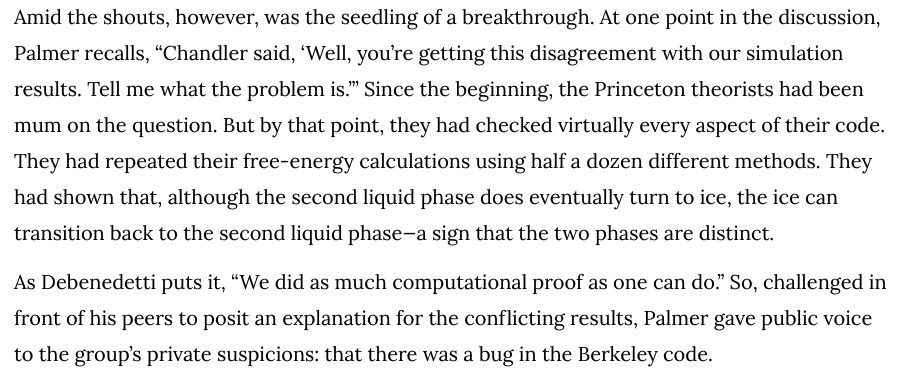 Amid the shouts, however, was the seedling of a breakthrough. At one point in the discussion,
Palmer recalls, “Chandler said, ‘Well, you’re getting this disagreement with our simulation
results. Tell me what the problem is.’” Since the beginning, the Princeton theorists had been
mum on the question. But by that point, they had checked virtually every aspect of their code.
They had repeated their free-energy calculations using half a dozen different methods. They
had shown that, although the second liquid phase does eventually turn to ice, the ice can
transition back to the second liquid phase—a sign that the two phases are distinct.
As Debenedetti puts it, “We did as much computational proof as one can do.” So, challenged in
front of his peers to posit an explanation for the conflicting results, Palmer gave public voice
to the group’s private suspicions: that there was a bug in the Berkeley code.